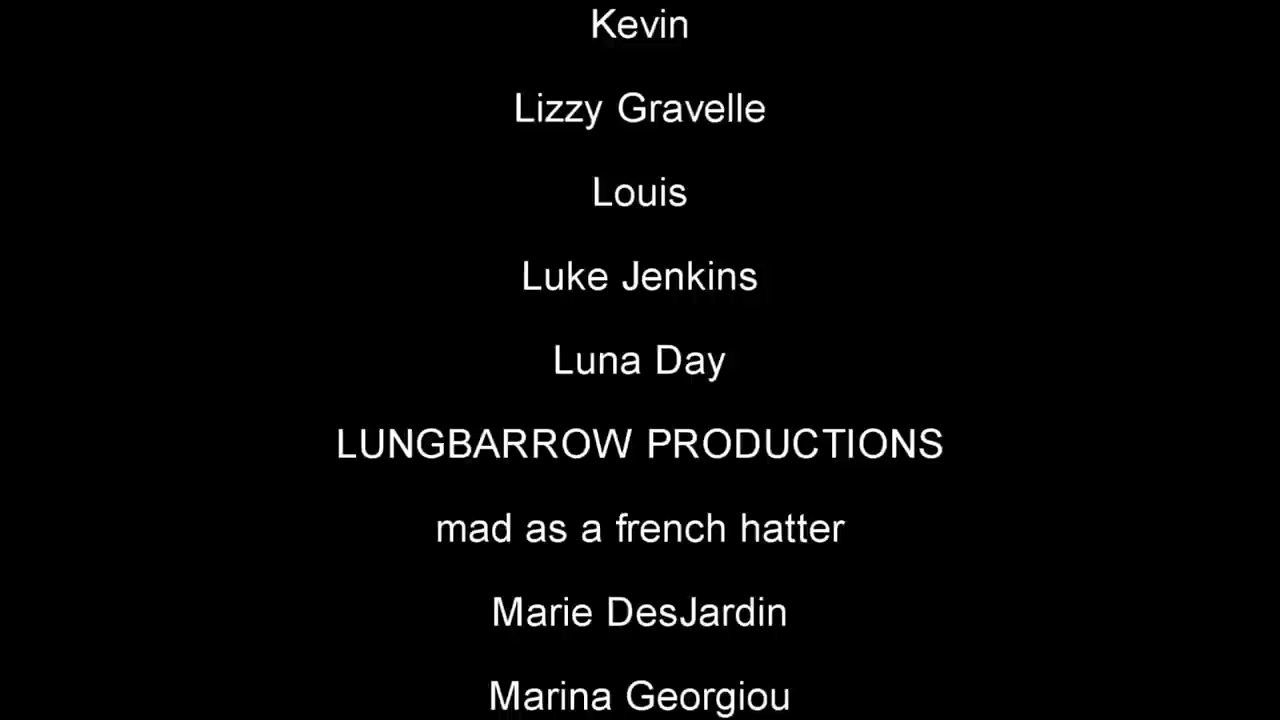 Kevin
Lizzy Gravelle
Louis
Luke Jenkins
Luna Day
LUNGBARROW PRODUCTIONS
mad as a french hatter
Marie DesJardin
Marina Georgiou